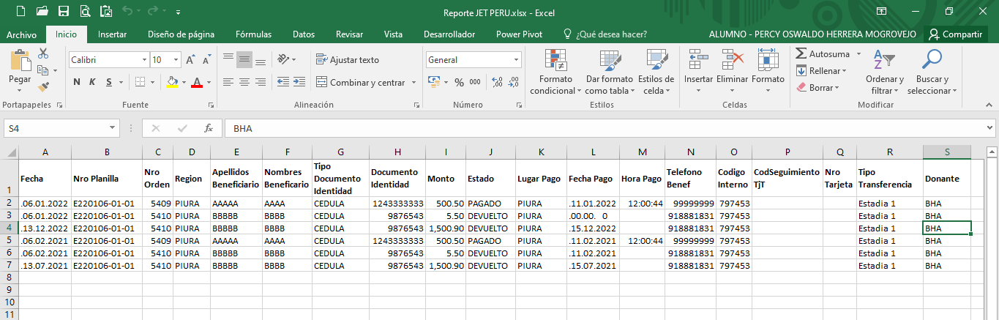 Reporte JET PERU.xlsx - Excel
Archivo Inicio Insertar Diseño de página Fórmulas Datos Revisar Vista Desarrollador Power Pivot ¿Qué desea hacer? ALUMNO - PERCY OSWALDO HERRERA MOGROVEJO Compartir
Pegar
Calibri 10 A A
N K S A
Ajustar texto
Combinar y centrar
General
% 000
Formato condicional
Dar formato como tabla
Estilos de celda
Insertar Eliminar Formato
Autosuma
Rellenar
Borrar
Ordenar y filtrar
Buscar y seleccionar
Portapapeles Fuente Alineación Número Estilos Celdas Modificar
S4 fx BHA
A B C D E F G H I J K L M N O P Q R S
1 Fecha Nro Planilla Nro Orden Region Apellidos Beneficiario Nombres Beneficario Tipo Documento Identidad Documento Identidad Monto Estado Lugar Pago Fecha Pago Hora Pago Telefono Benef Codigo Interno CodSeguimiento TjT Nro Tarjeta Tipo Transferencia Donante
2 .06.01.2022 E220106-01-01 5409 PIURA AAAAA AAAA CEDULA 1243333333 500.50 PAGADO PIURA .11.01.2022 12:00:44 99999999 797453 Estadia 1 BHA
3 .06.01.2022 E220106-01-01 5410 PIURA BBBBB BBBB CEDULA 9876543 5.50 DEVUELTO PIURA .00.00. 0 918881831 797453 Estadia 1 BHA
4 .13.12.2022 E220106-01-01 5410 PIURA BBBBB BBBB CEDULA 9876543 1,500.90 DEVUELTO PIURA .15.12.2022 918881831 797453 Estadia 1 BHA
5 .06.02.2021 E220106-01-01 5409 PIURA AAAAA AAAA CEDULA 1243333333 500.50 PAGADO PIURA .11.02.2021 12:00:44 99999999 797453 Estadia 1 BHA
6 .06.02.2021 E220106-01-01 5410 PIURA BBBBB BBBB CEDULA 9876543 5.50 DEVUELTO PIURA .11.02.2021 918881831 797453 Estadia 1 BHA
7 .13.07.2021 E220106-01-01 5410 PIURA BBBBB BBBB CEDULA 9876543 1,500.90 DEVUELTO PIURA .15.07.2021 918881831 797453 Estadia 1 BHA
8
9
10
11